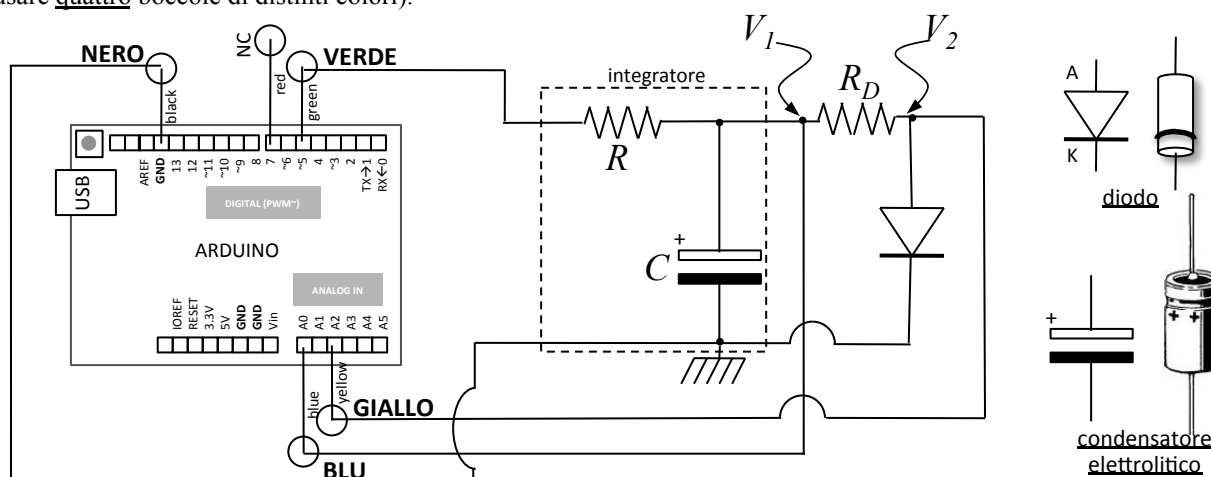 usare quattro boccole di distinti colori).
NERO
NC
VERDE
V1
V2
integratore
RD
black
red
green
R
A
K
diodo
AREF
GND
13
12
~11
~10
~9
8
7
~6
~5
4
~3
2
TX→1
RX←0
USB
DIGITAL (PWM~)
ARDUINO
+
C
ANALOG IN
IOREF
RESET
3.3V
5V
GND
GND
Vin
A0
A1
A2
A3
A4
A5
+
+ +
blue
yellow
GIALLO
BLU
condensatore
elettrolitico